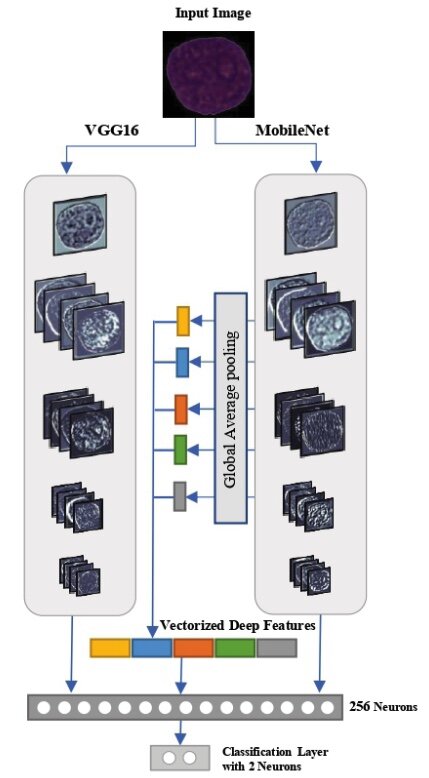 Input Image
VGG16
MobileNet
Global Average pooling
Vectorized Deep Features
256 Neurons
Classification Layer
with 2 Neurons